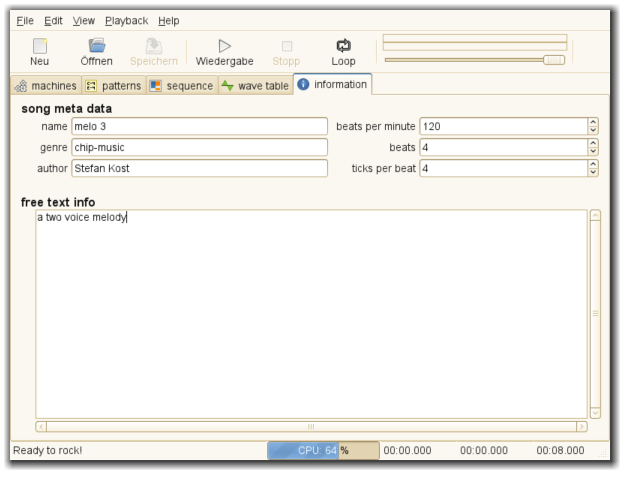 File Edit View Playback Help
Neu Öffnen Speichern Wiedergabe Stopp Loop
machines patterns sequence wave table information
song meta data
name melo 3 beats per minute 120
genre chip-music beats 4
author Stefan Kost ticks per beat 4
free text info
a two voice melody
Ready to rock! CPU: 64 % 00:00.000 00:00.000 00:08.000